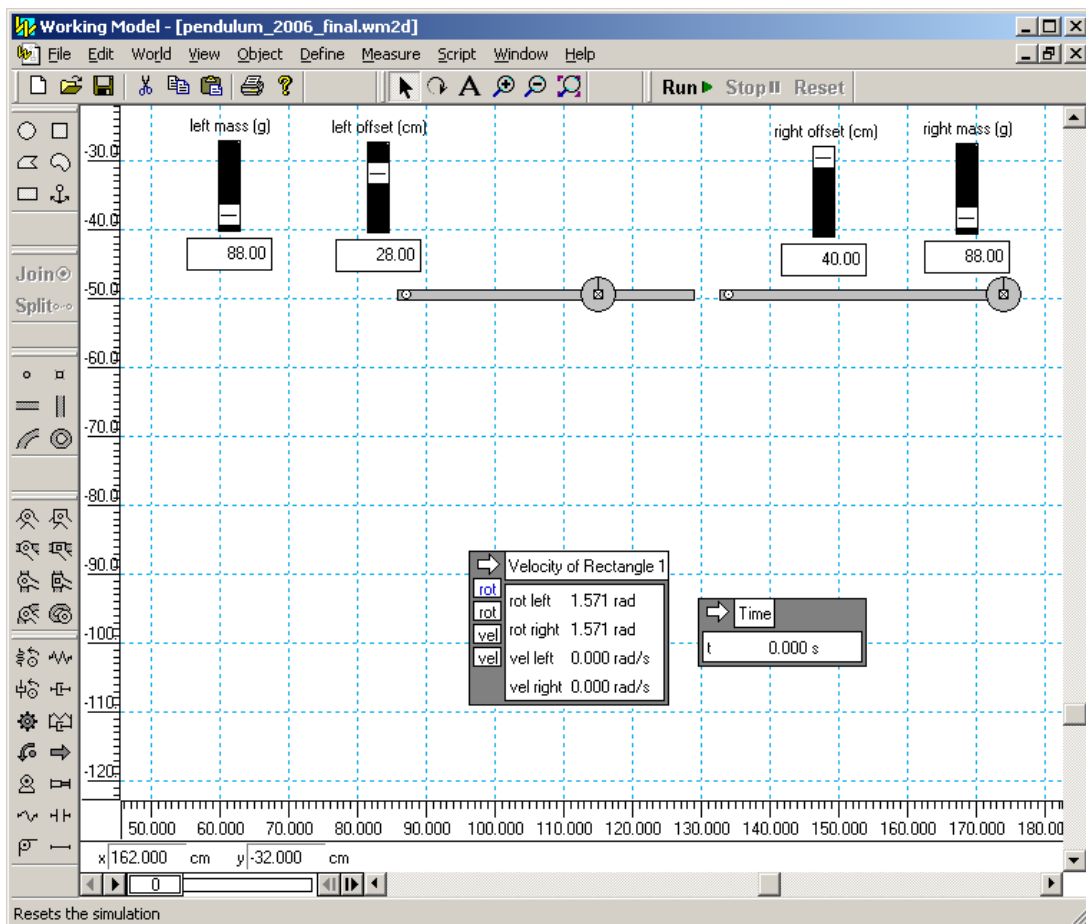 Working Model - [pendulum_2006_final.wm2d]
File Edit World View Object Define Measure Script Window Help
A Run Stop Reset
left mass (g) left offset (cm) right offset (cm) right mass (g)
88.00 28.00 40.00 88.00
Join
Split
-30.0
-40.0
-50.0
-60.0
-70.0
-80.0
-90.0
-100.
-110.
-120.
Velocity of Rectangle 1
rot
rot
vel
vel
rot left 1.571 rad
rot right 1.571 rad
vel left 0.000 rad/s
vel right 0.000 rad/s
Time
t 0.000 s
50.000 60.000 70.000 80.000 90.000 100.000 110.000 120.000 130.000 140.000 150.000 160.000 170.000 180.00
x 162.000 cm y -32.000 cm
0
Resets the simulation